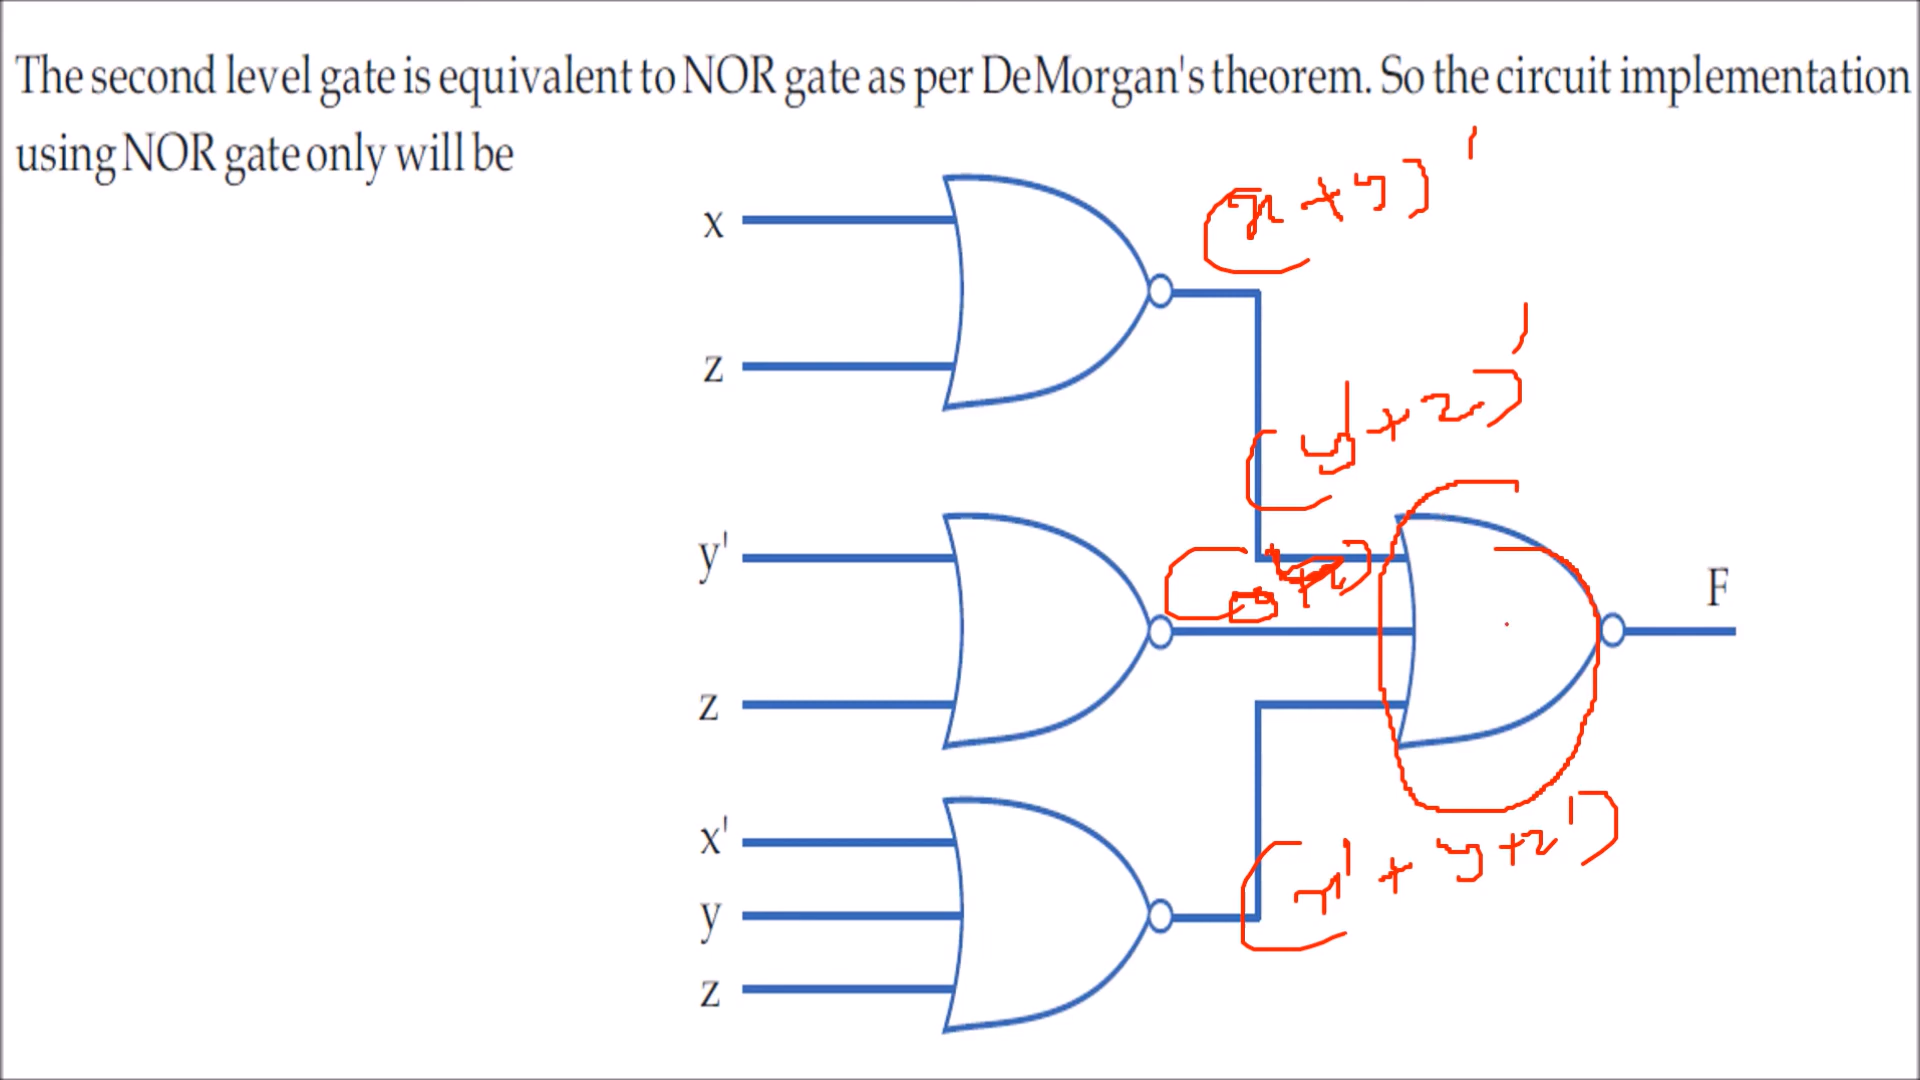 The second level gate is equivalent to NOR gate as per DeMorgan's theorem. So the circuit implementation
using NOR gate only will be
x
(x + y)'
z
(y' + z)'
y'
F
z
x'
(x' + y + z')
y
z